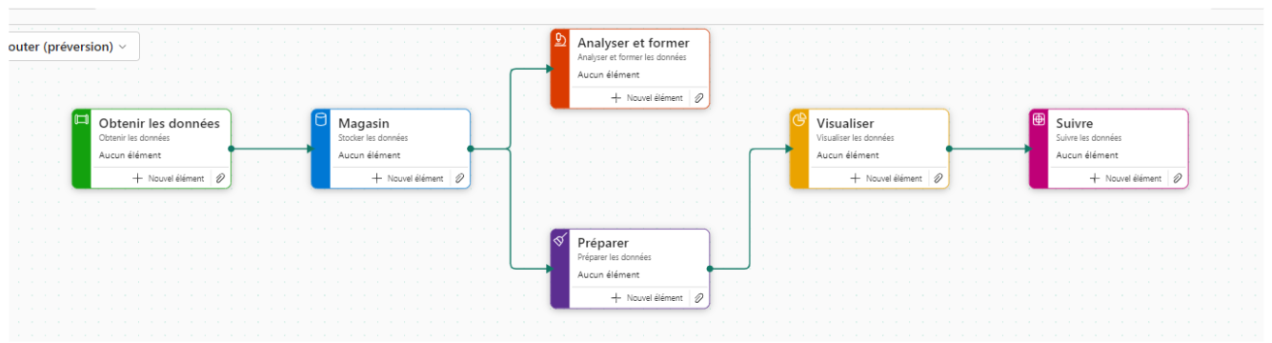 outer (préversion)
Analyser et former
Analyser et former les données
Aucun élément
Nouvel élément
Obtenir les données
Obtenir les données
Aucun élément
Nouvel élément
Magasin
Stocker les données
Aucun élément
Nouvel élément
Visualiser
Visualiser les données
Aucun élément
Nouvel élément
Suivre
Suivre les données
Aucun élément
Nouvel élément
Préparer
Préparer les données
Aucun élément
Nouvel élément